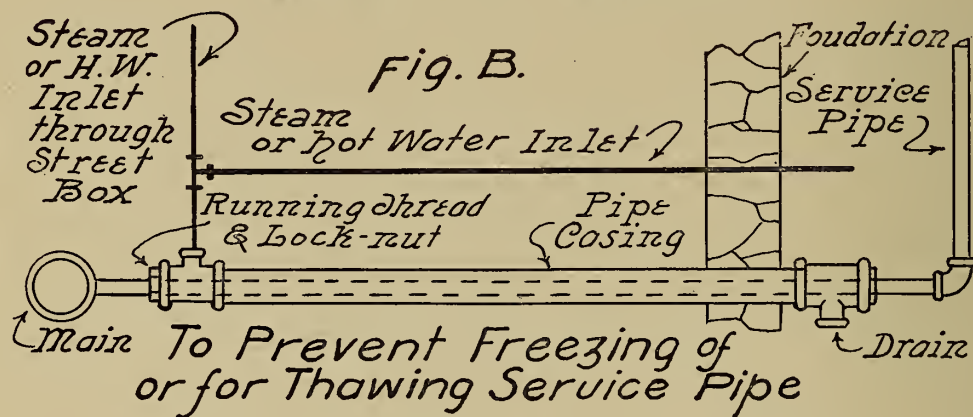 Steam
or H.W.
Inlet
through
Street
Box
Fig. B.
Steam
or hot Water Inlet
Foudation
Service
Pipe
Running thread
& Lock-nut
Pipe
Casing
Main
Drain
To Prevent Freezing of
or for Thawing Service Pipe